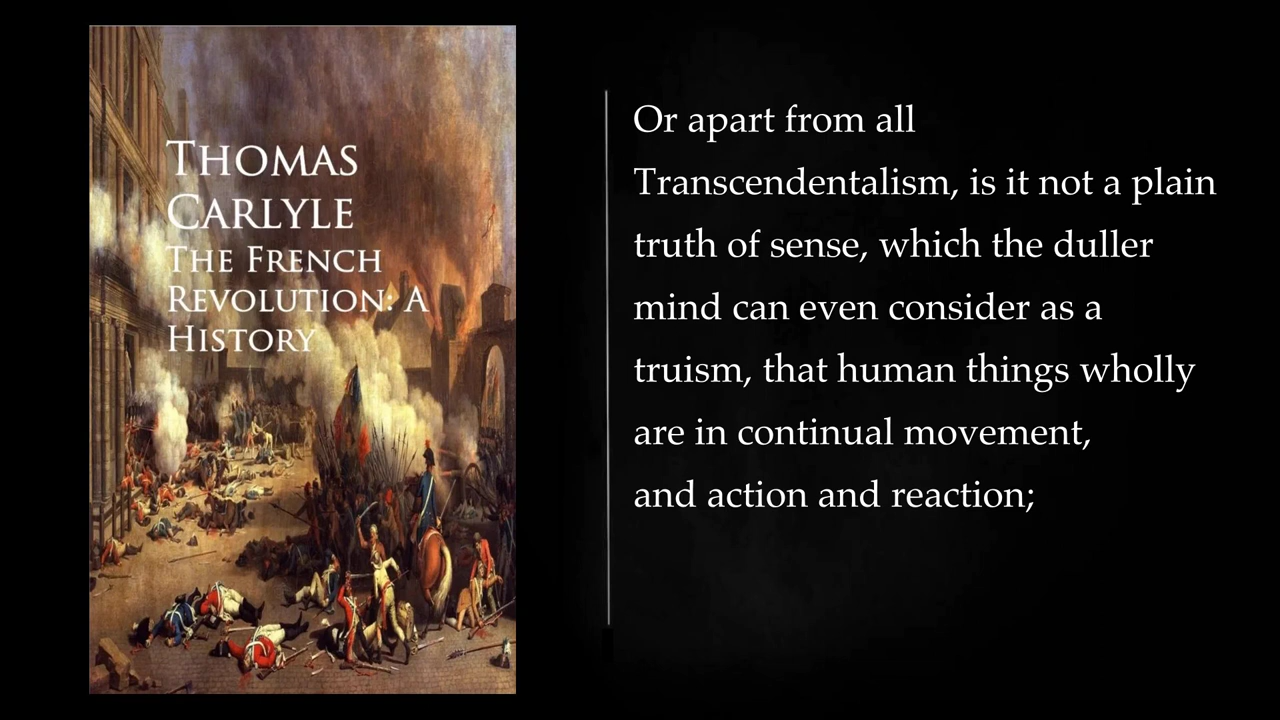 THOMAS
CARLYLE
THE FRENCH
REVOLUTION: A
HISTORY
Or apart from all
Transcendentalism, is it not a plain
truth of sense, which the duller
mind can even consider as a
truism, that human things wholly
are in continual movement,
and action and reaction;